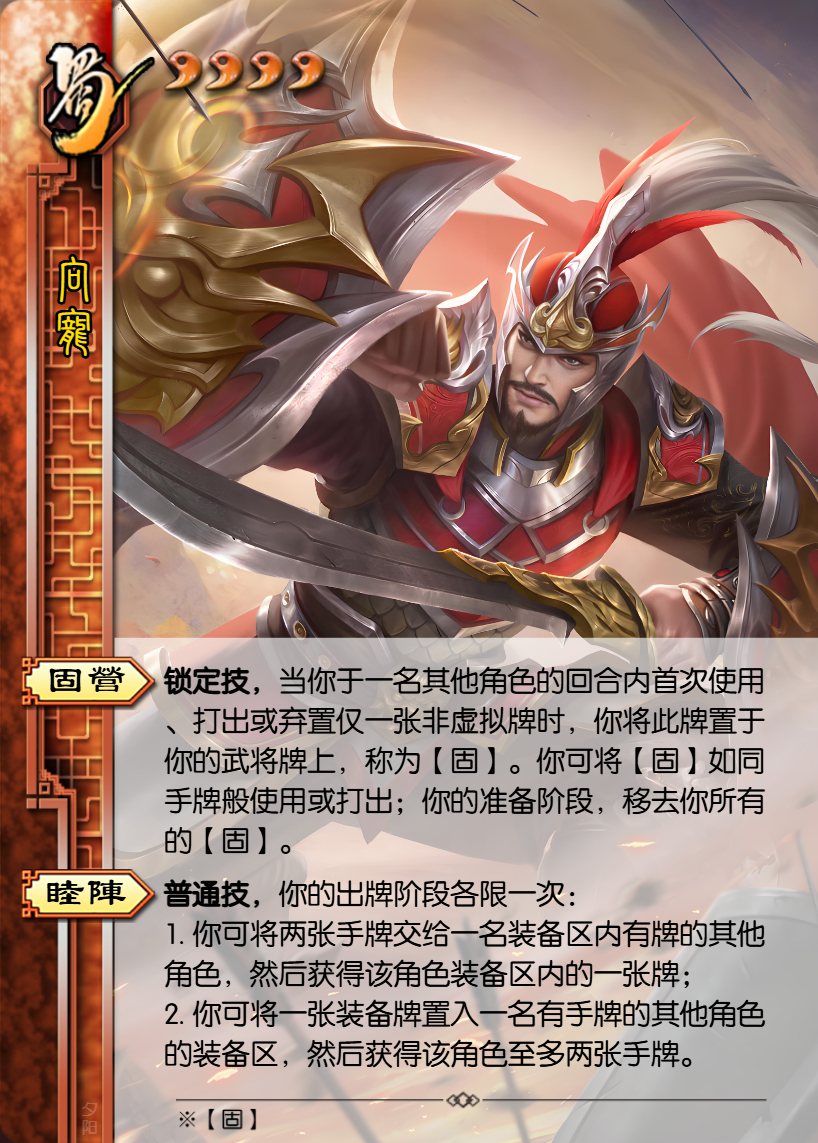 蜀
向寵
固營
锁定技，当你于一名其他角色的回合内首次使用
、打出或弃置仅一张非虚拟牌时，你将此牌置于
你的武将牌上，称为【固】。你可将【固】如同
手牌般使用或打出；你的准备阶段，移去你所有
的【固】。
睦陣
普通技，你的出牌阶段各限一次：
1. 你可将两张手牌交给一名装备区内有牌的其他
角色，然后获得该角色装备区内的一张牌；
2. 你可将一张装备牌置入一名有手牌的其他角色
的装备区，然后获得该角色至多两张手牌。
※【固】
夕阳